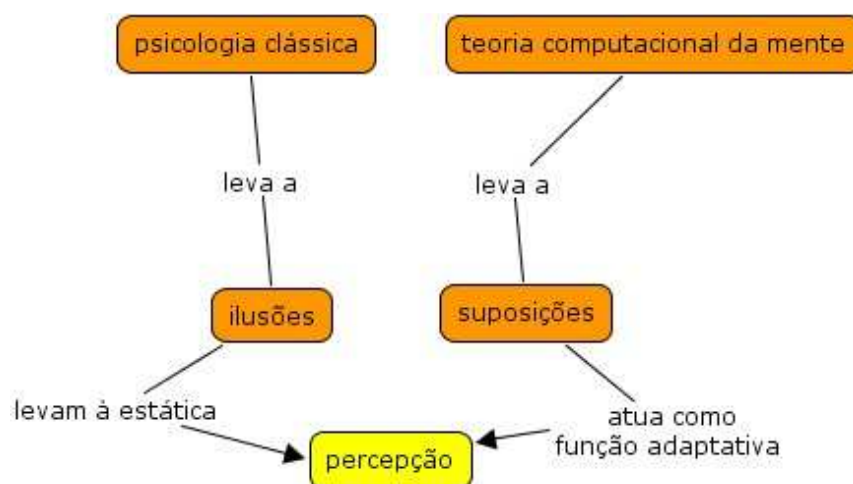 psicologia clássica
teoria computacional da mente
leva a
leva a
ilusões
suposições
levam à estática
atua como
função adaptativa
percepção